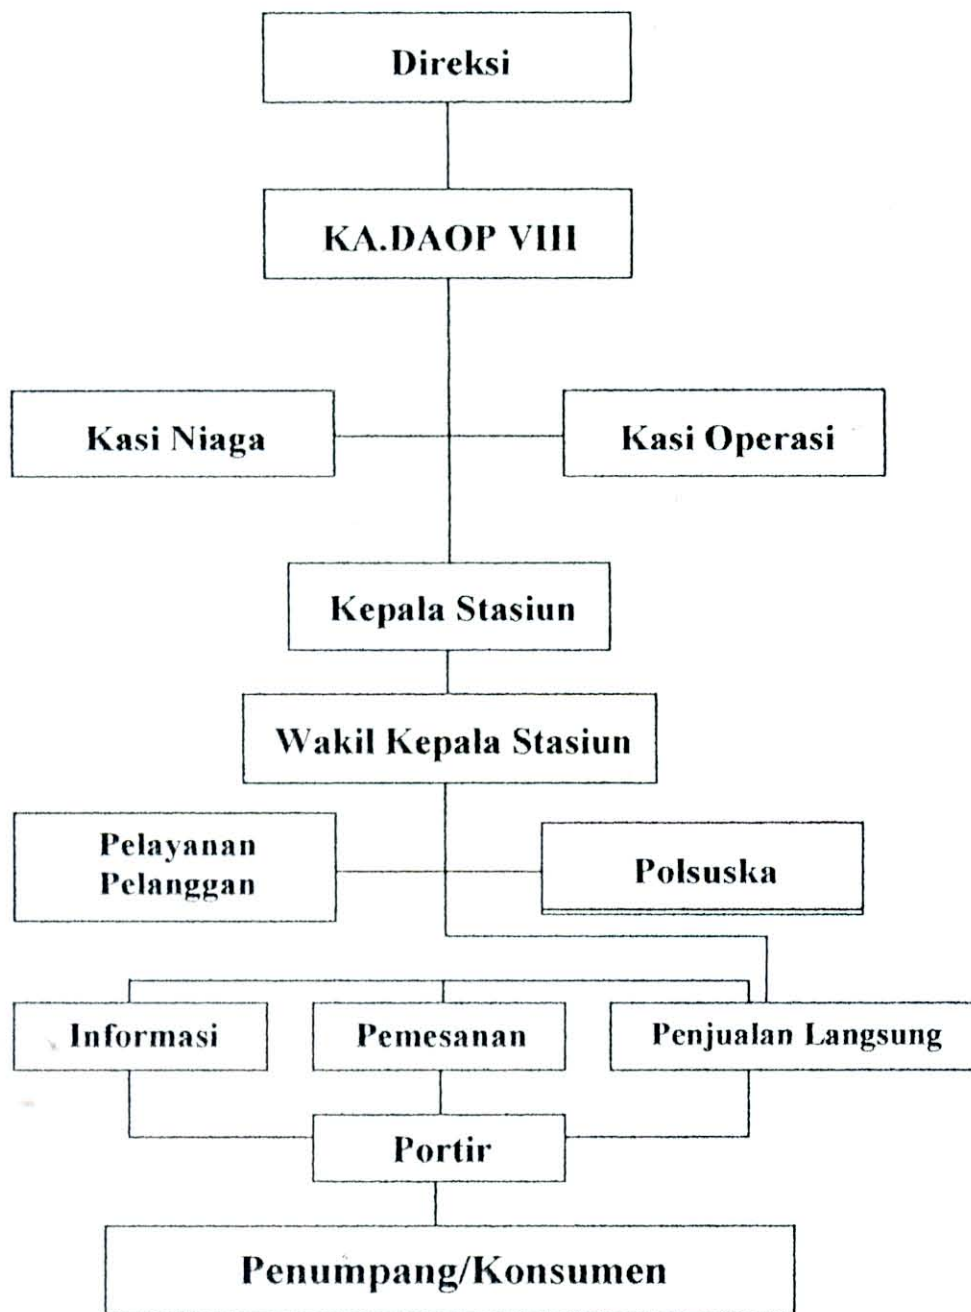 Direksi
KA.DAOP VIII
Kasi Niaga
Kasi Operasi
Kepala Stasiun
Wakil Kepala Stasiun
Pelayanan
Pelanggan
Polsuska
Informasi
Pemesanan
Penjualan Langsung
Portir
Penumpang/Konsumen